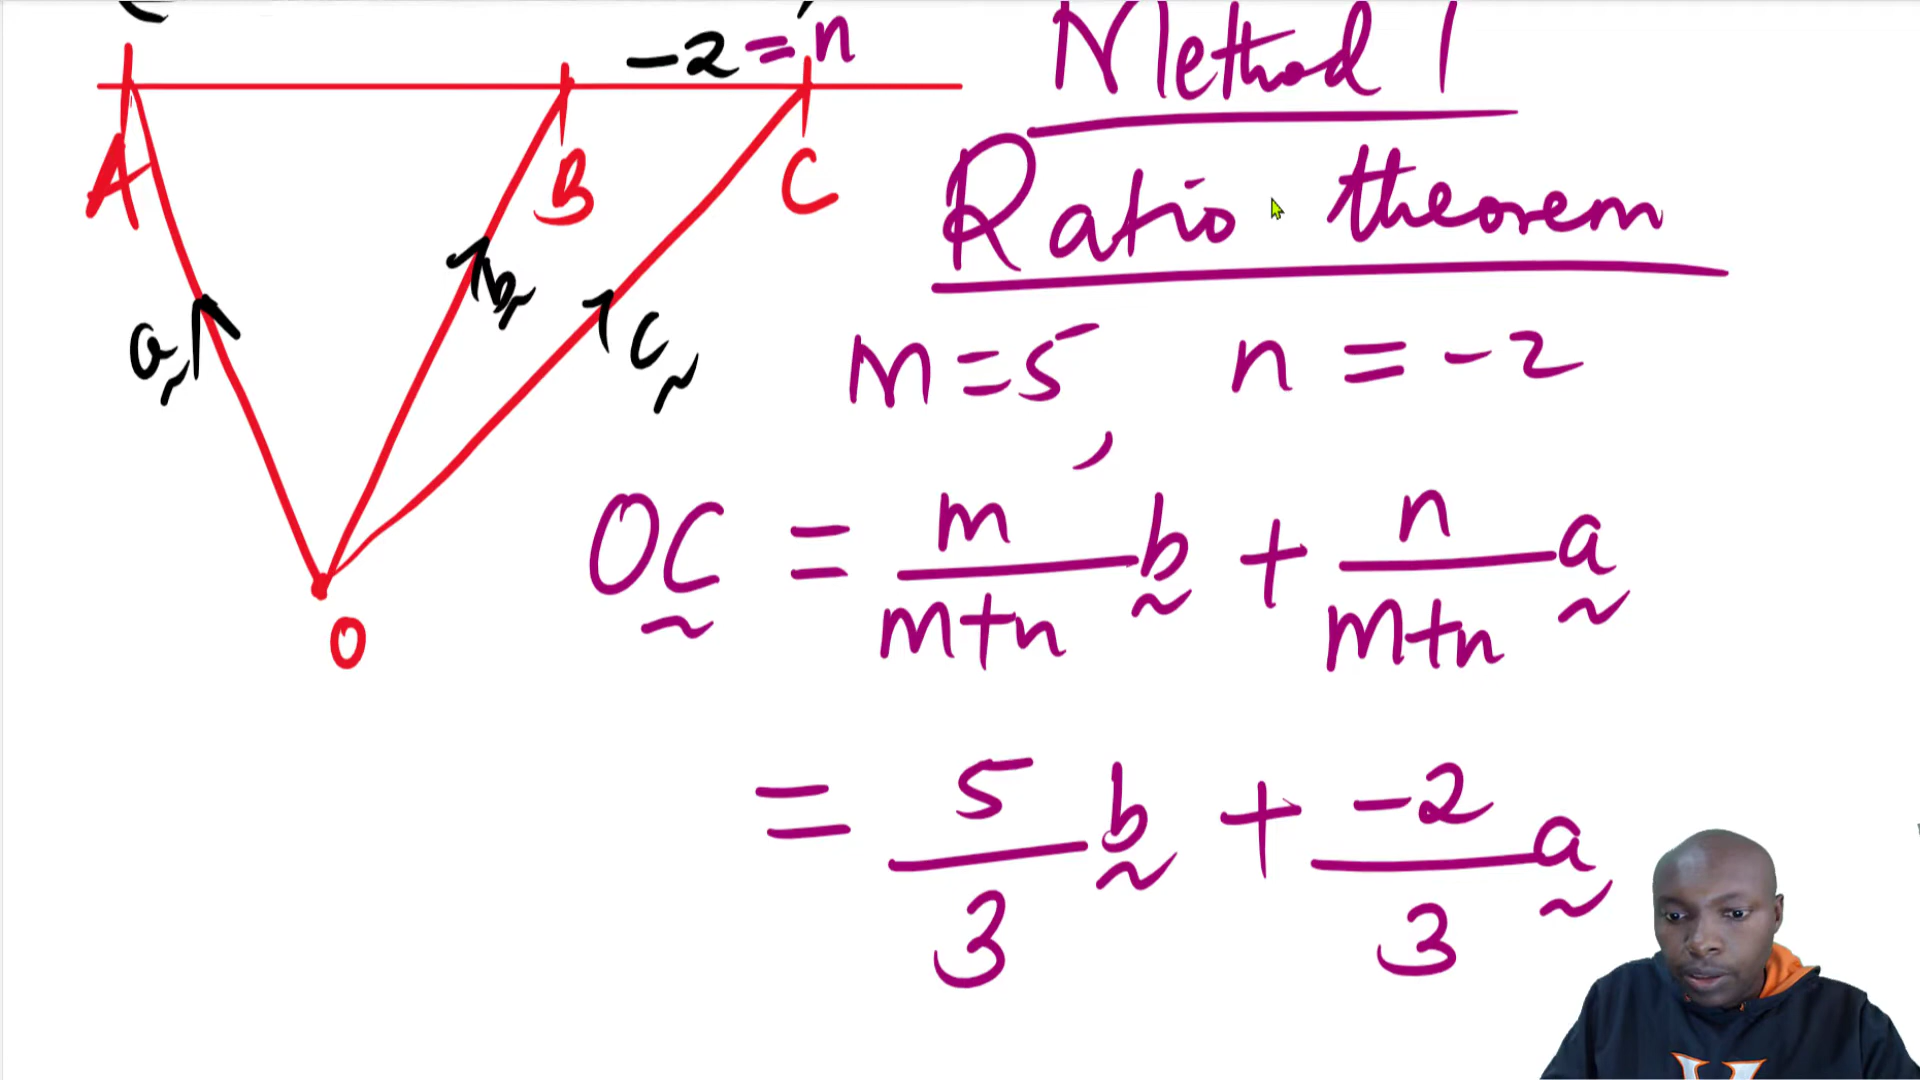 -2 = n
Method 1
A
B
C
Ratio theorem
a
b
c
m = 5, n = -2
O
OC = m/m+n b + n/m+n a
= 5/3 b + -2/3 a